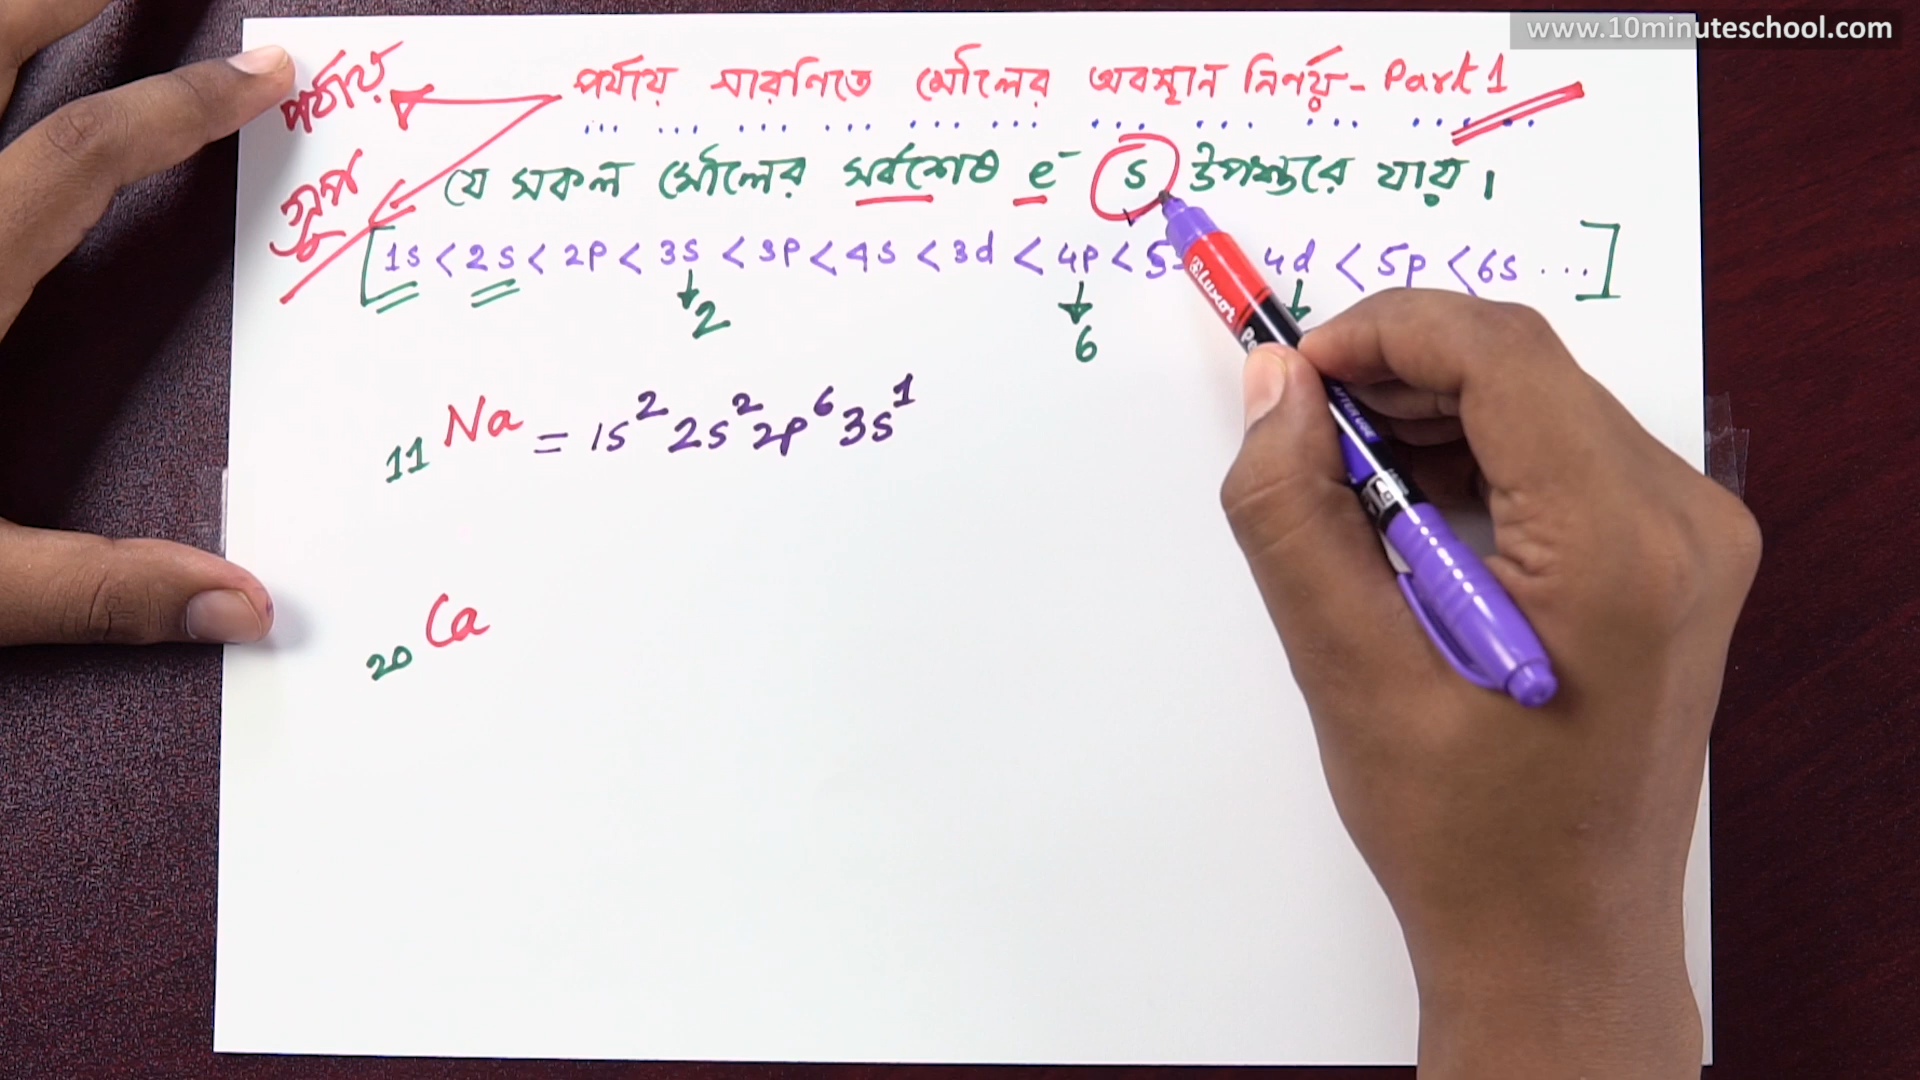 www.10minuteschool.com
পর্যায় সারণিতে মৌলের অবস্থান নির্ণয় - Part 1
পর্যায়
গ্রুপ
যে সকল মৌলের সর্বশেষ e⁻ s উপস্তরে যায়।
[1s < 2s < 2p < 3s < 3p < 4s < 3d < 4p < 5 4d < 5p < 6s ...]
2
6
₁₁Na = 1s² 2s² 2p⁶ 3s¹
₂₀Ca
Luxor